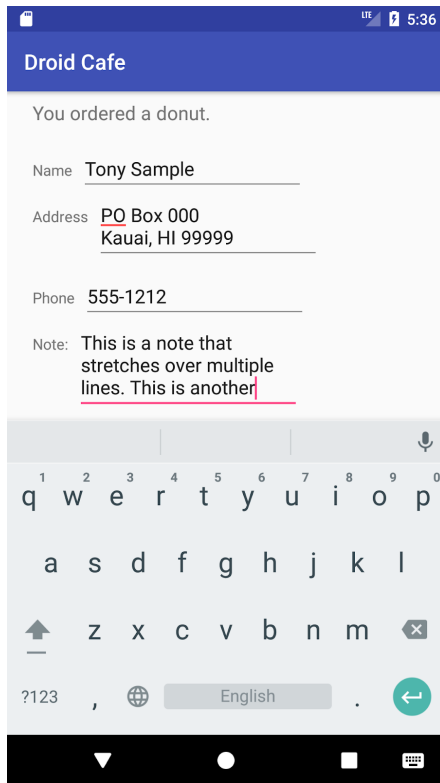 LTE 5:36
Droid Cafe
You ordered a donut.
Name Tony Sample
Address PO Box 000
Kauai, HI 99999
Phone 555-1212
Note: This is a note that
stretches over multiple
lines. This is another
1 2 3 4 5 6 7 8 9 0
q w e r t y u i o p
a s d f g h j k l
z x c v b n m
?123 , English .